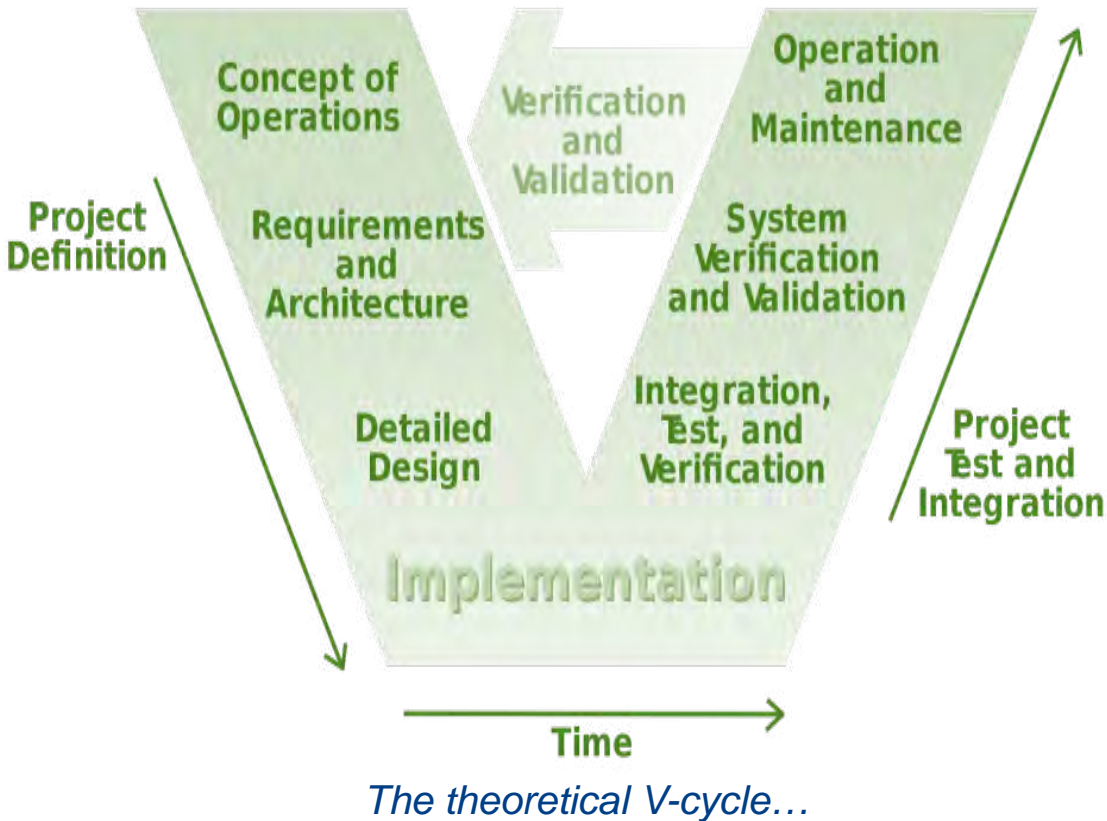 Concept of
Operations
Verification
and
Validation
Operation
and
Maintenance
Project
Definition
Requirements
and
Architecture
System
Verification
and Validation
Detailed
Design
Integration,
Test, and
Verification
Project
Test and
Integration
Implementation
Time
The theoretical V-cycle…